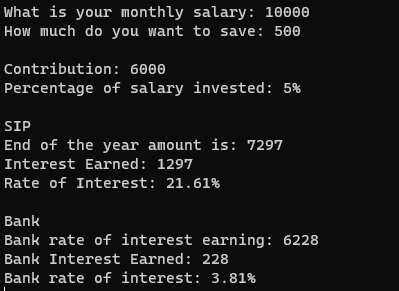 What is your monthly salary: 10000
How much do you want to save: 500
Contribution: 6000
Percentage of salary invested: 5%
SIP
End of the year amount is: 7297
Interest Earned: 1297
Rate of Interest: 21.61%
Bank
Bank rate of interest earning: 6228
Bank Interest Earned: 228
Bank rate of interest: 3.81%